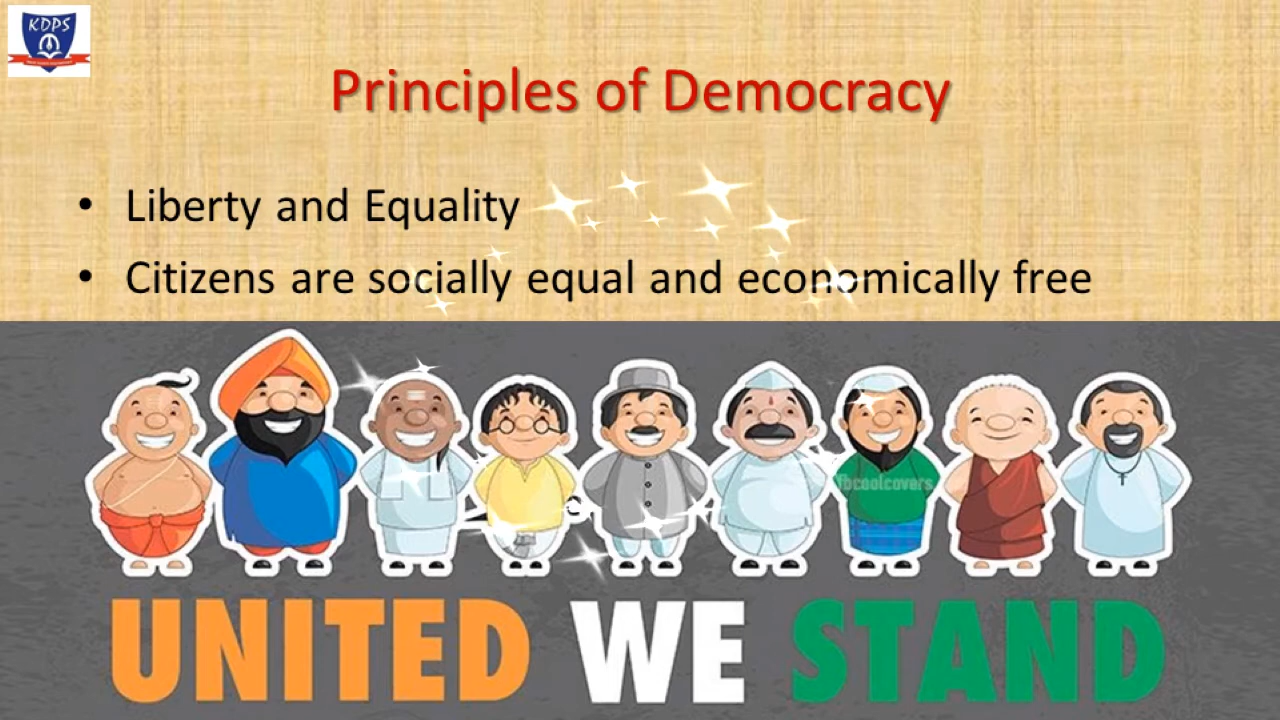 KDPS
Principles of Democracy
• Liberty and Equality
• Citizens are socially equal and economically free
fbcoolcovers
UNITED WE STAND